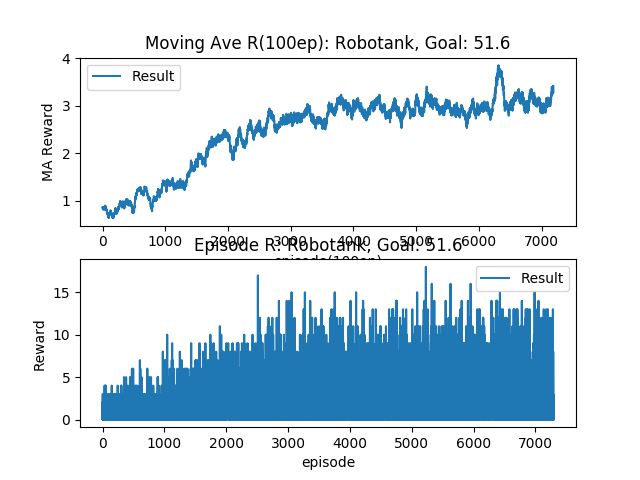 Moving Ave R(100ep): Robotank, Goal: 51.6
4
3
2
1
MA Reward
Result
0 1000 2000 3000 4000 5000 6000 7000
episode(100ep)
Episode R: Robotank, Goal: 51.6
15
10
5
0
Reward
Result
0 1000 2000 3000 4000 5000 6000 7000
episode